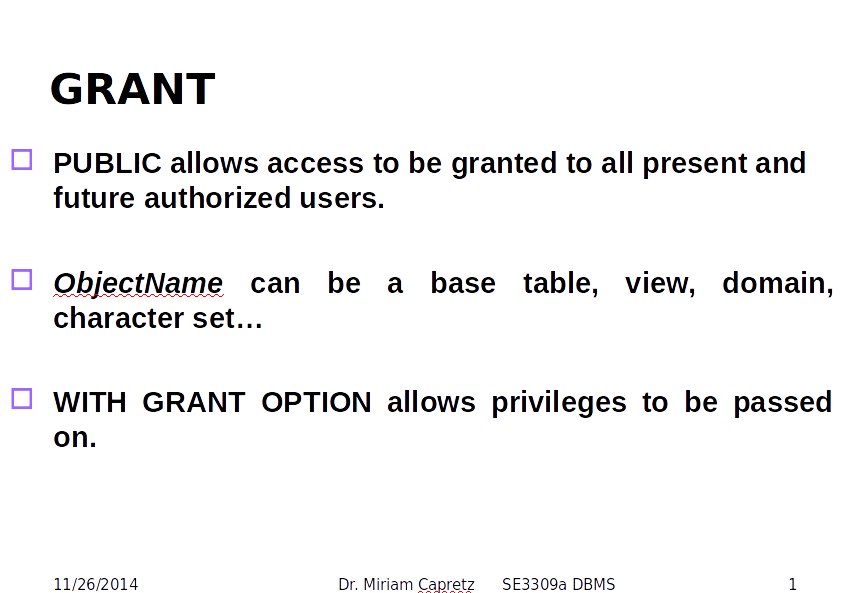 GRANT
PUBLIC allows access to be granted to all present and
future authorized users.
ObjectName can be a base table, view, domain,
character set…
WITH GRANT OPTION allows privileges to be passed
on.
11/26/2014 Dr. Miriam Capretz SE3309a DBMS 1